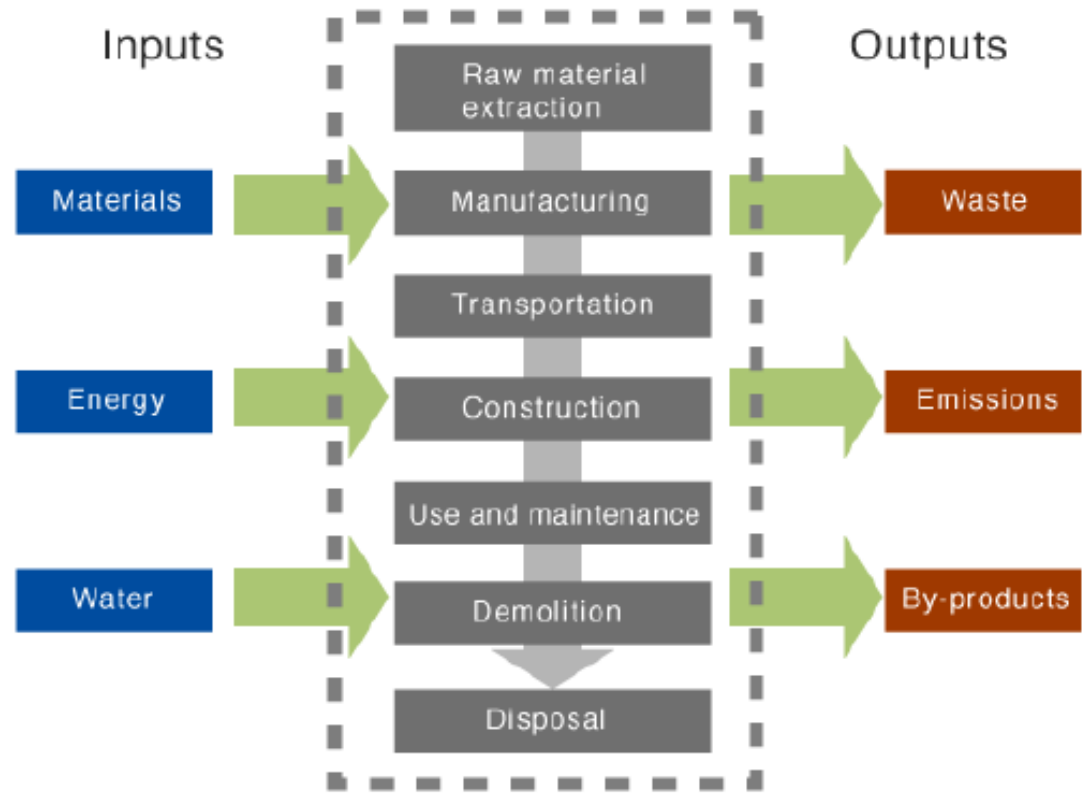 Inputs
Outputs
Raw material
extraction
Materials
Manufacturing
Waste
Transportation
Energy
Construction
Emissions
Use and maintenance
Water
Demolition
By-products
Disposal